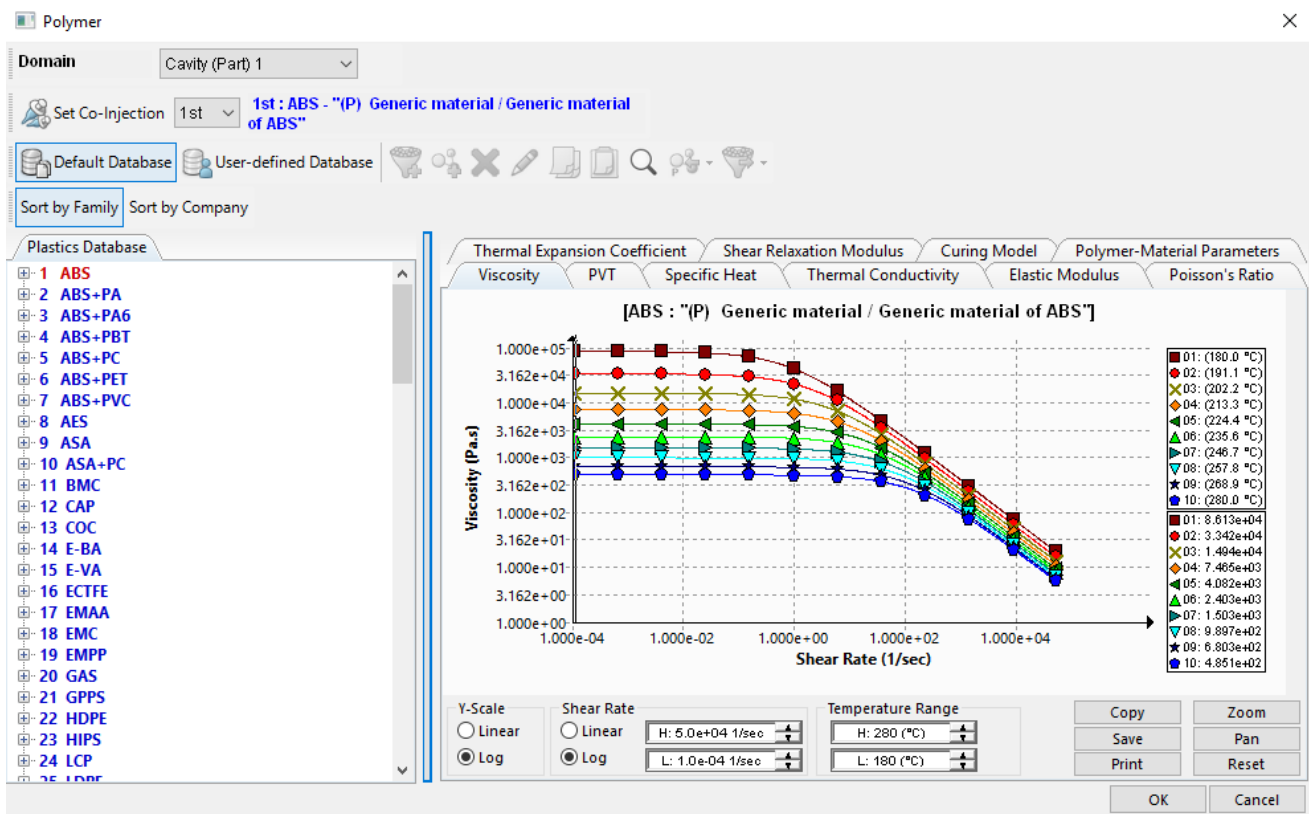 Polymer
Domain
Cavity (Part) 1
Set Co-Injection
1st
1st : ABS - "(P)  Generic material / Generic material
of ABS"
Default Database
User-defined Database
Sort by Family
Sort by Company
Plastics Database
1 ABS
2 ABS+PA
3 ABS+PA6
4 ABS+PBT
5 ABS+PC
6 ABS+PET
7 ABS+PVC
8 AES
9 ASA
10 ASA+PC
11 BMC
12 CAP
13 COC
14 E-BA
15 E-VA
16 ECTFE
17 EMAA
18 EMC
19 EMPP
20 GAS
21 GPPS
22 HDPE
23 HIPS
24 LCP
25 LDPE
Thermal Expansion Coefficient
Shear Relaxation Modulus
Curing Model
Polymer-Material Parameters
Viscosity
PVT
Specific Heat
Thermal Conductivity
Elastic Modulus
Poisson's Ratio
[ABS : "(P)  Generic material / Generic material of ABS"]
Viscosity (Pa.s)
1.000e+05
3.162e+04
1.000e+04
3.162e+03
1.000e+03
3.162e+02
1.000e+02
3.162e+01
1.000e+01
3.162e+00
1.000e+00
1.000e-04
1.000e-02
1.000e+00
1.000e+02
1.000e+04
Shear Rate (1/sec)
01: (180.0 °C)
02: (191.1 °C)
03: (202.2 °C)
04: (213.3 °C)
05: (224.4 °C)
06: (235.6 °C)
07: (246.7 °C)
08: (257.8 °C)
09: (268.9 °C)
10: (280.0 °C)
01: 8.613e+04
02: 3.342e+04
03: 1.494e+04
04: 7.465e+03
05: 4.082e+03
06: 2.403e+03
07: 1.503e+03
08: 9.897e+02
09: 6.803e+02
10: 4.851e+02
Y-Scale
Linear
Log
Shear Rate
Linear
Log
H: 5.0e+04 1/sec
L: 1.0e-04 1/sec
Temperature Range
H: 280 (°C)
L: 180 (°C)
Copy
Zoom
Save
Pan
Print
Reset
OK
Cancel